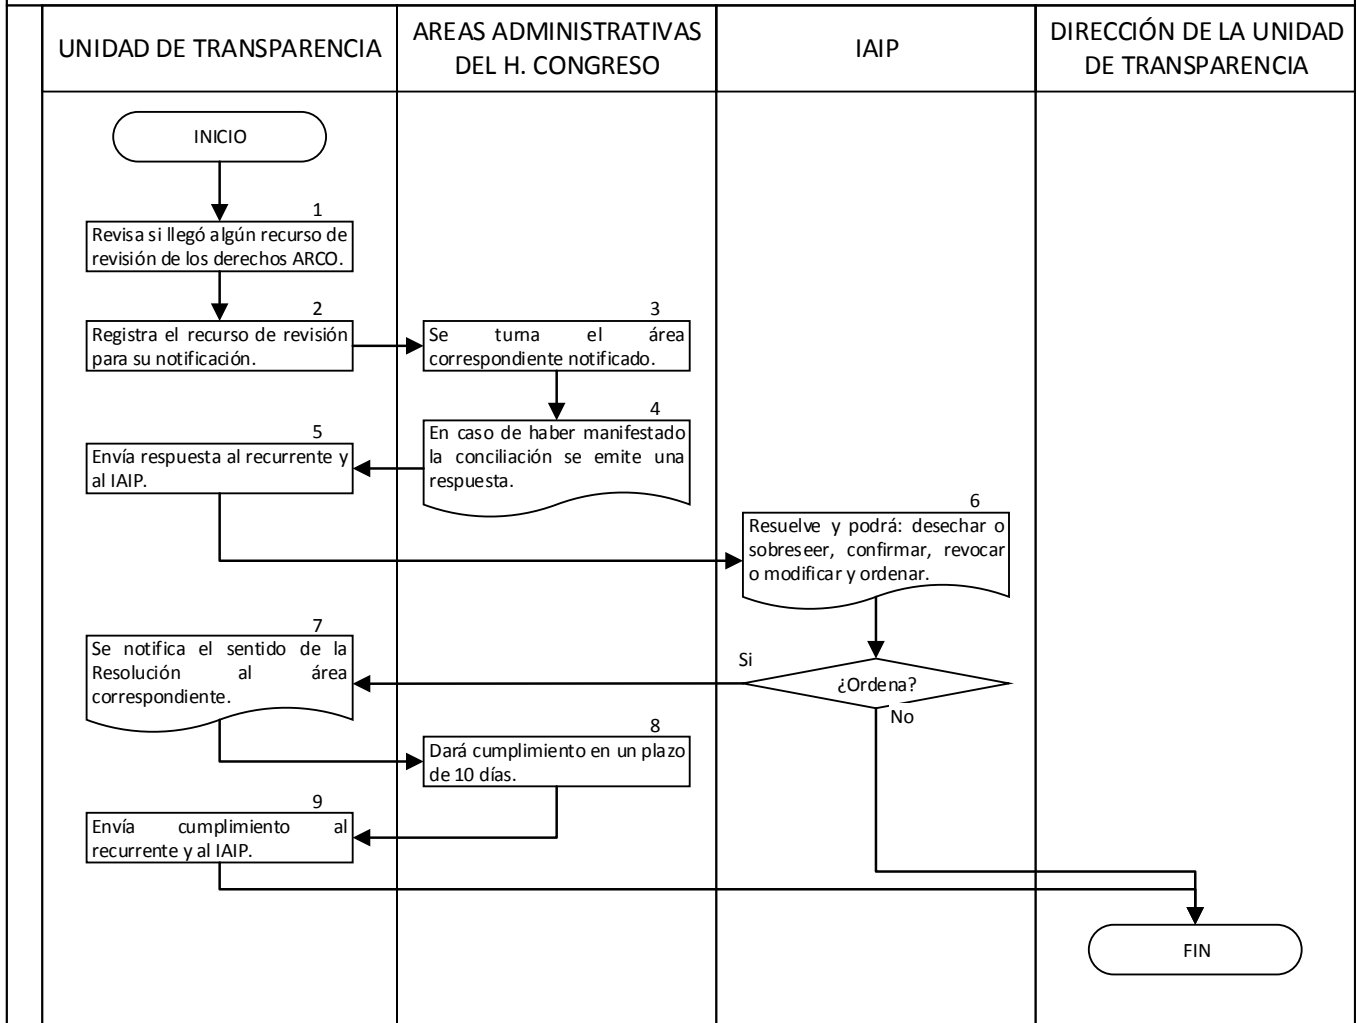 UNIDAD DE TRANSPARENCIA
AREAS ADMINISTRATIVAS
DEL H. CONGRESO
IAIP
DIRECCIÓN DE LA UNIDAD
DE TRANSPARENCIA
INICIO
1
Revisa si llegó algún recurso de
revisión de los derechos ARCO.
2
Registra el recurso de revisión
para su notificación.
3
Se turna el área
correspondiente notificado.
4
En caso de haber manifestado
la conciliación se emite una
respuesta.
5
Envía respuesta al recurrente y
al IAIP.
6
Resuelve y podrá: desechar o
sobreseer, confirmar, revocar
o modificar y ordenar.
¿Ordena?
Si
No
7
Se notifica el sentido de la
Resolución al área
correspondiente.
8
Dará cumplimiento en un plazo
de 10 días.
9
Envía cumplimiento al
recurrente y al IAIP.
FIN